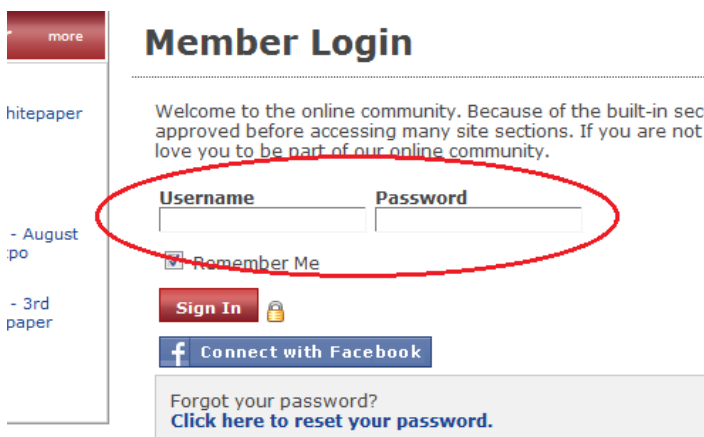 more
Member Login
hitepaper
Welcome to the online community. Because of the built-in sec
approved before accessing many site sections. If you are not
love you to be part of our online community.
Username Password
- August
Remember Me
- 3rd
paper
Sign In
f Connect with Facebook
Forgot your password?
Click here to reset your password.